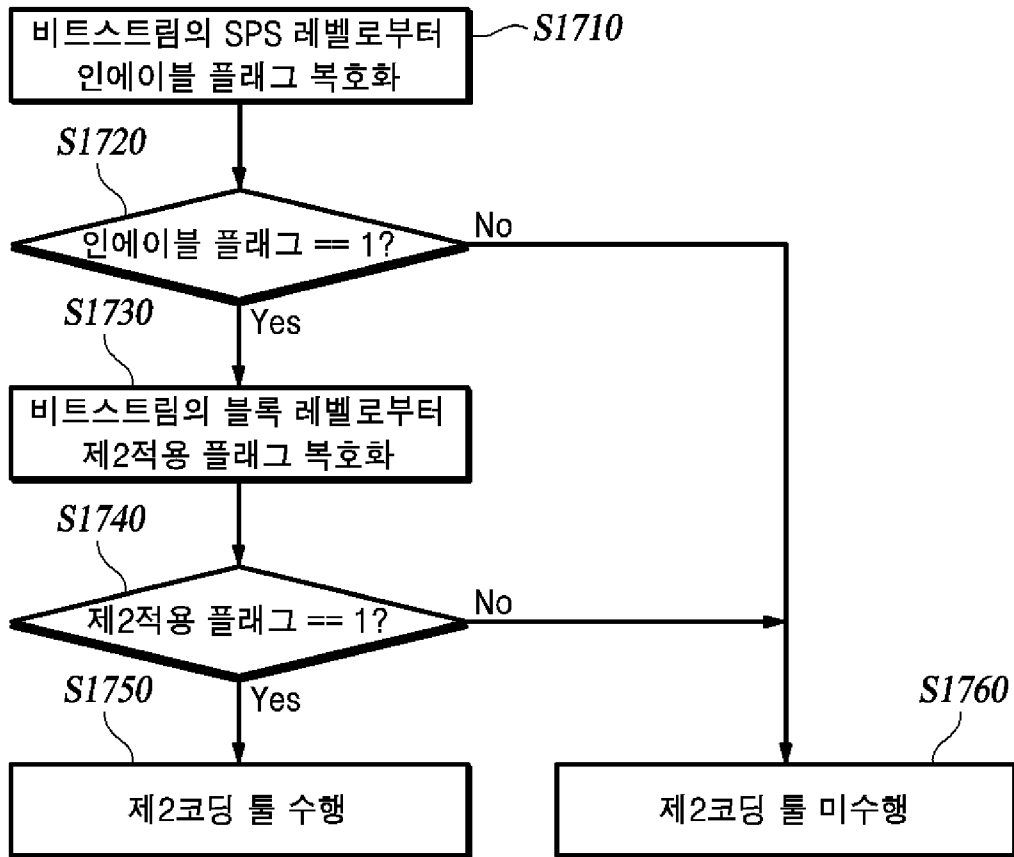 비트스트림의 SPS 레벨로부터
인에이블 플래그 복호화
S1710
S1720
인에이블 플래그 == 1?
No
Yes
S1730
비트스트림의 블록 레벨로부터
제2적용 플래그 복호화
S1740
제2적용 플래그 == 1?
No
Yes
S1750
제2코딩 툴 수행
S1760
제2코딩 툴 미수행